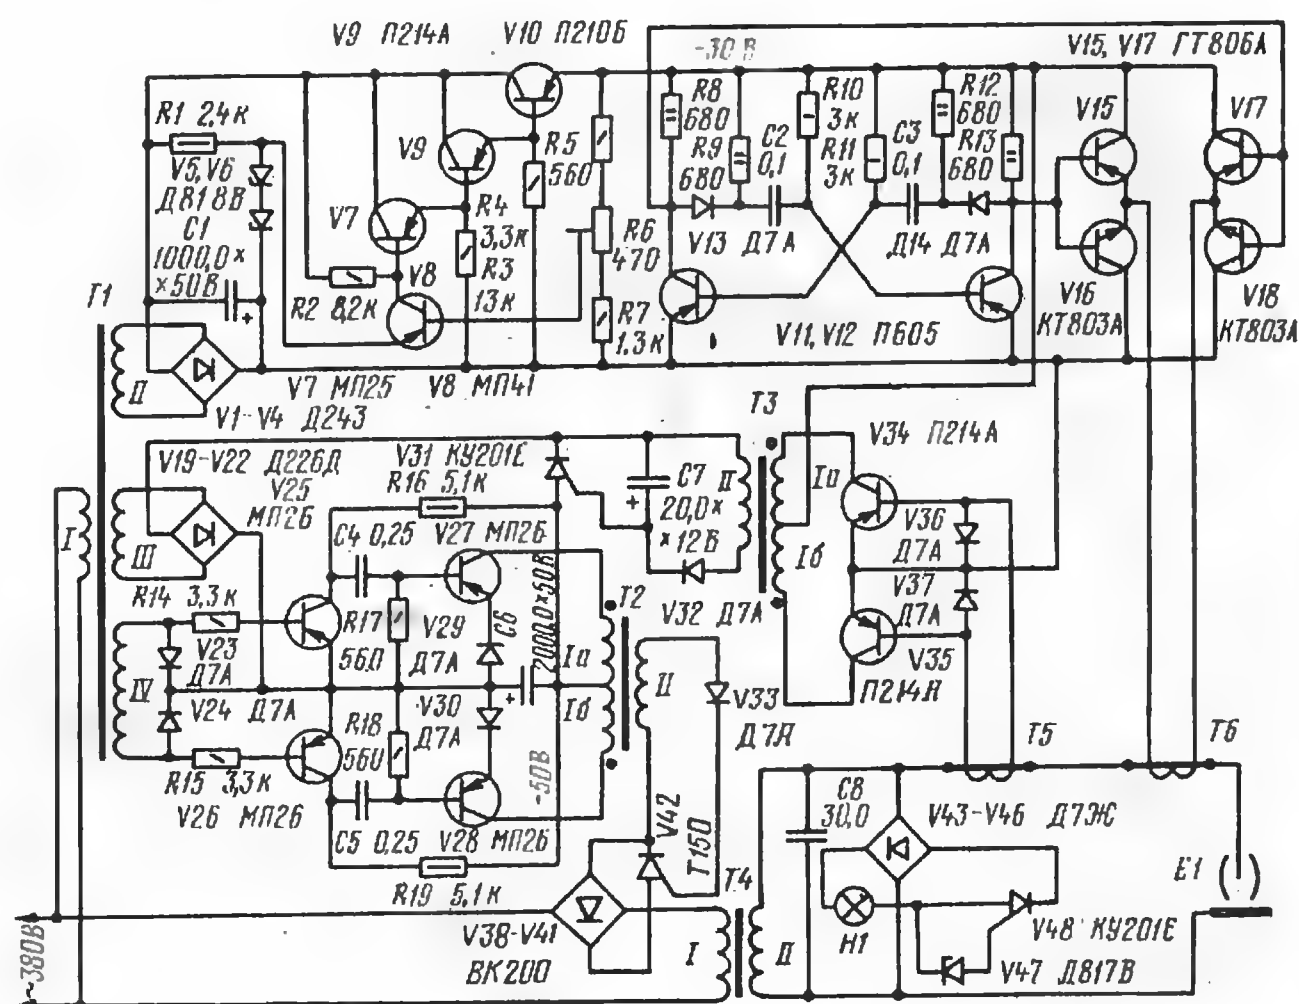 V9 П214А
V10 П210Б
-30 В
V15, V17 ГТ806А
R1 2,4к
V5, V6
Д818В
C1
1000,0×
×50В
+
V9
V7
R4
3,3к
R3
13к
V8
R2 8,2к
R5
560
R6
470
R7
1,3к
R8
680
R9
680
C2
0,1
R10
3к
R11
3к
C3
0,1
R12
680
R13
680
V13 Д7А
Д14 Д7А
V11, V12 П605
V15
V17
V16
КТ803А
V18
КТ803А
T1
II
V7 МП25
V8 МП41
V1-V4 Д243
V19-V22 Д226Д
V25
МП26
I
III
IV
R14 3,3к
V23
Д7А
V24 Д7А
R15 3,3к
V26 МП26
V31 КУ201Е
R16 5,1к
C4 0,25
V27 МП26
R17
560
V29
Д7А
C6
2000,0×50В
+
R18
560
V30
Д7А
-50В
C5 0,25
V28 МП26
R19 5,1к
T2
Iа
Iб
II
C7
20,0×
×12В
+
II
V32 Д7А
T3
Iа
Iб
V34 П214А
V36
Д7А
V37
Д7А
V35
П214А
V33
Д7А
V42
Т150
T4
I
II
V38-V41
ВК200
~380В
C8
30,0
V43-V46 Д7Ж
T5
T6
E1
H1
V48 КУ201Е
V47 Д817В